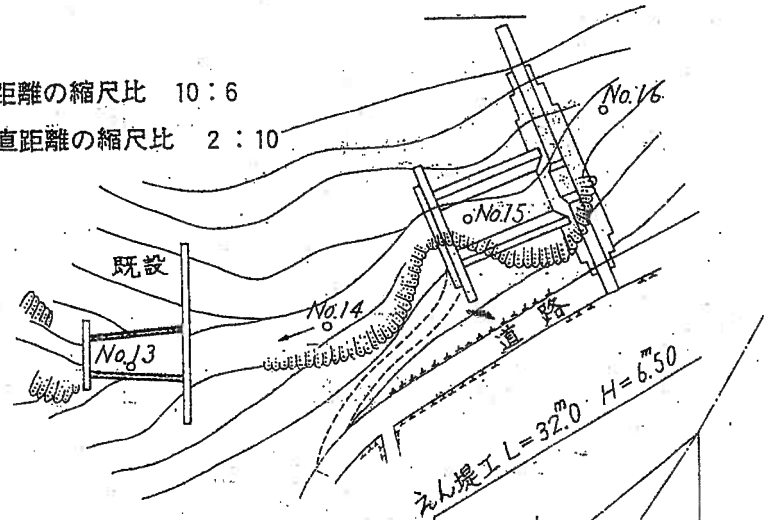 距離の縮尺比 10:6
直距離の縮尺比 2:10
No.16
No.15
既設
No.14
No.13
道路
えん堤工 L=32.0m H=6.50m